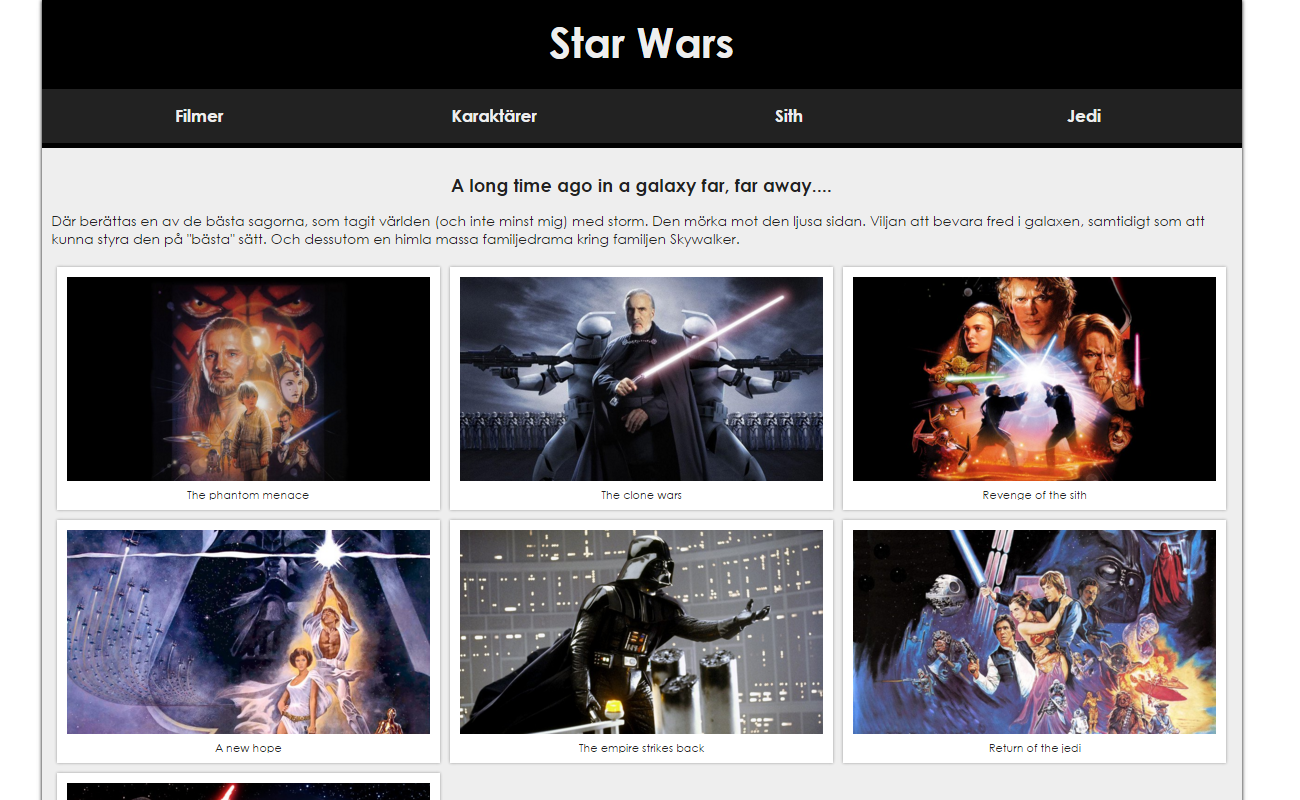 Star Wars
Filmer Karaktärer Sith Jedi
A long time ago in a galaxy far, far away....
Där berättas en av de bästa sagorna, som tagit världen (och inte minst mig) med storm. Den mörka mot den ljusa sidan. Viljan att bevara fred i galaxen, samtidigt som att
kunna styra den på "bästa" sätt. Och dessutom en himla massa familjedrama kring familjen Skywalker.
The phantom menace
The clone wars
Revenge of the sith
A new hope
The empire strikes back
Return of the jedi